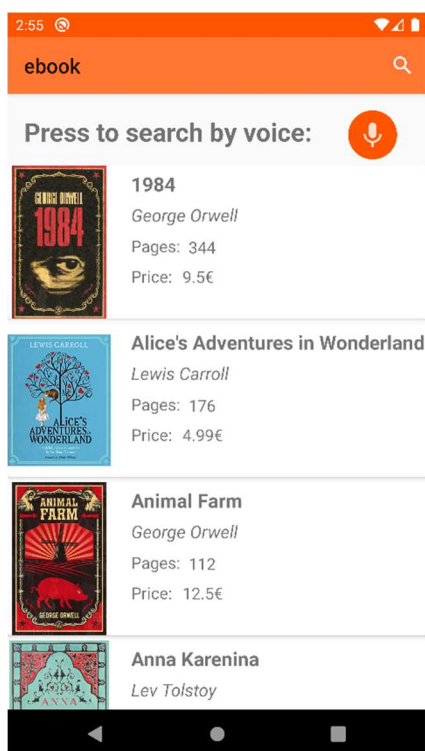 2:55
ebook
Press to search by voice:
GEORGE ORWELL
1984
1984
George Orwell
Pages: 344
Price: 9.5€
LEWIS CARROLL
ALICE'S
ADVENTURES IN
WONDERLAND
Alice's Adventures in Wonderland
Lewis Carroll
Pages: 176
Price: 4.99€
ANIMAL
FARM
GEORGE ORWELL
Animal Farm
George Orwell
Pages: 112
Price: 12.5€
ANNA
Anna Karenina
Lev Tolstoy